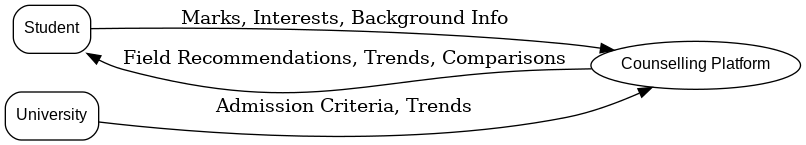 Marks, Interests, Background Info
Student
Field Recommendations, Trends, Comparisons
Counselling Platform
Admission Criteria, Trends
University